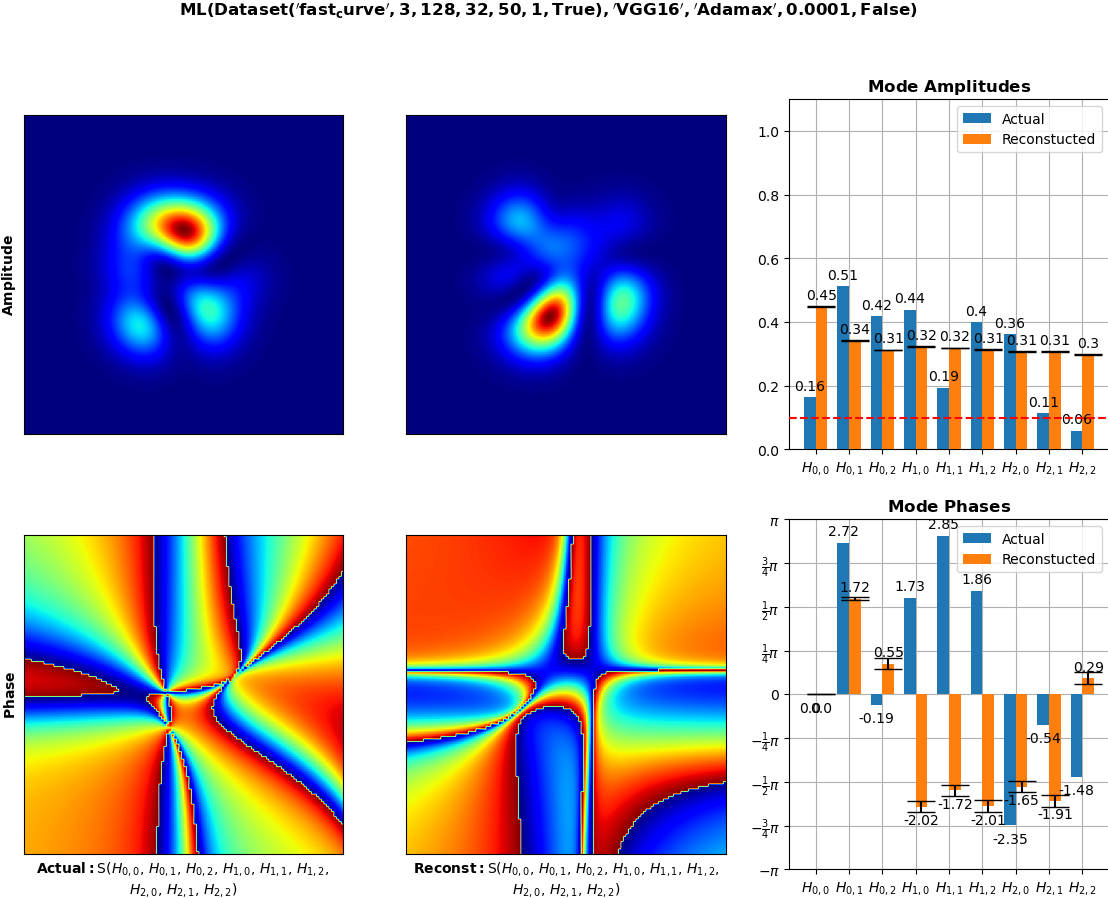 ML(Dataset('fast_curve', 3, 128, 32, 50, 1, True), 'VGG16', 'Adamax', 0.0001, False)
Amplitude
Mode Amplitudes
Actual
Reconstucted
1.0
0.8
0.6
0.4
0.2
0.0
0.16 0.51 0.42 0.44 0.19 0.4 0.36 0.11 0.06
0.45 0.34 0.31 0.32 0.32 0.31 0.31 0.31 0.3
H0,0 H0,1 H0,2 H1,0 H1,1 H1,2 H2,0 H2,1 H2,2
Phase
Actual: S(H0,0, H0,1, H0,2, H1,0, H1,1, H1,2,
H2,0, H2,1, H2,2)
Reconst: S(H0,0, H0,1, H0,2, H1,0, H1,1, H1,2,
H2,0, H2,1, H2,2)
Mode Phases
Actual
Reconstucted
π
3/4π
1/2π
1/4π
0
−1/4π
−1/2π
−3/4π
−π
0.0 2.72 -0.19 1.73 2.85 1.86 -2.35 -0.54 -1.48
0.0 1.72 0.55 -2.02 -1.72 -2.01 -1.65 -1.91 0.29
H0,0 H0,1 H0,2 H1,0 H1,1 H1,2 H2,0 H2,1 H2,2